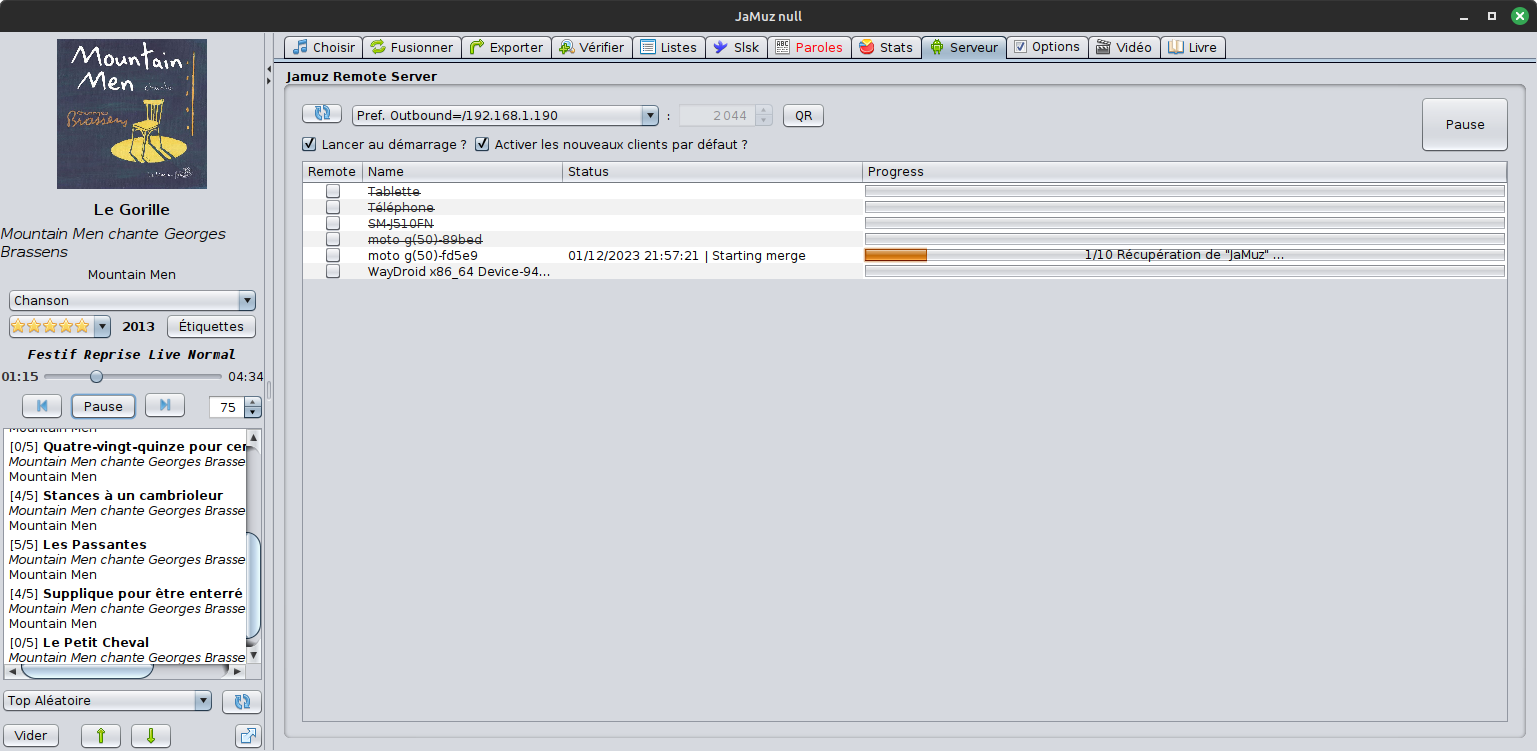 JaMuz null
Mountain
Men
chante
Brassens
Le Gorille
Mountain Men chante Georges
Brassens
Mountain Men
Chanson
2013 Étiquettes
Festif Reprise Live Normal
01:15 04:34
Pause 75
Mountain Men
[0/5] Quatre-vingt-quinze pour cer
Mountain Men chante Georges Brasse
Mountain Men
[4/5] Stances à un cambrioleur
Mountain Men chante Georges Brasse
Mountain Men
[5/5] Les Passantes
Mountain Men chante Georges Brasse
Mountain Men
[4/5] Supplique pour être enterré
Mountain Men chante Georges Brasse
Mountain Men
[0/5] Le Petit Cheval
Mountain Men chante Georges Brasse
Top Aléatoire
Vider
Choisir Fusionner Exporter Vérifier Listes Slsk ABC Paroles Stats Serveur Options Vidéo Livre
Jamuz Remote Server
Pref. Outbound=/192.168.1.190 : 2 044 QR
Pause
Lancer au démarrage ? Activer les nouveaux clients par défaut ?
Remote Name Status Progress
Tablette
Téléphone
SM-J510FN
moto g(50)-89bed
moto g(50)-fd5e9 01/12/2023 21:57:21 | Starting merge 1/10 Récupération de "JaMuz" ...
WayDroid x86_64 Device-94...